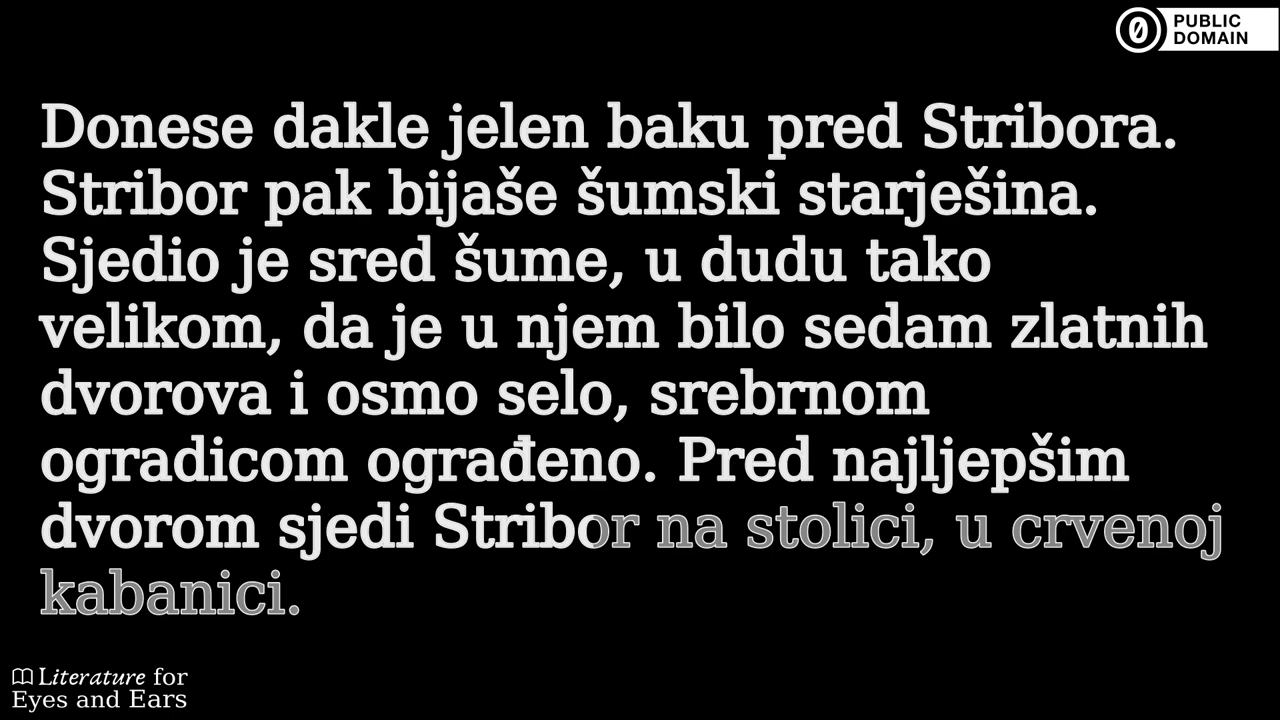 PUBLIC
DOMAIN
Donese dakle jelen baku pred Stribora.
Stribor pak bijaše šumski starješina.
Sjedio je sred šume, u dudu tako
velikom, da je u njem bilo sedam zlatnih
dvorova i osmo selo, srebrnom
ogradicom ograđeno. Pred najljepšim
dvorom sjedi Stribor na stolici, u crvenoj
kabanici.
Literature for
Eyes and Ears